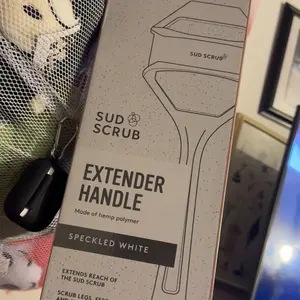 SUD SCRUB
SUD
SCRUB
EXTENDER
HANDLE
Made of hemp polymer
SPECKLED WHITE
EXTENDS REACH OF
THE SUD SCRUB
SCRUB LEGS, FEET